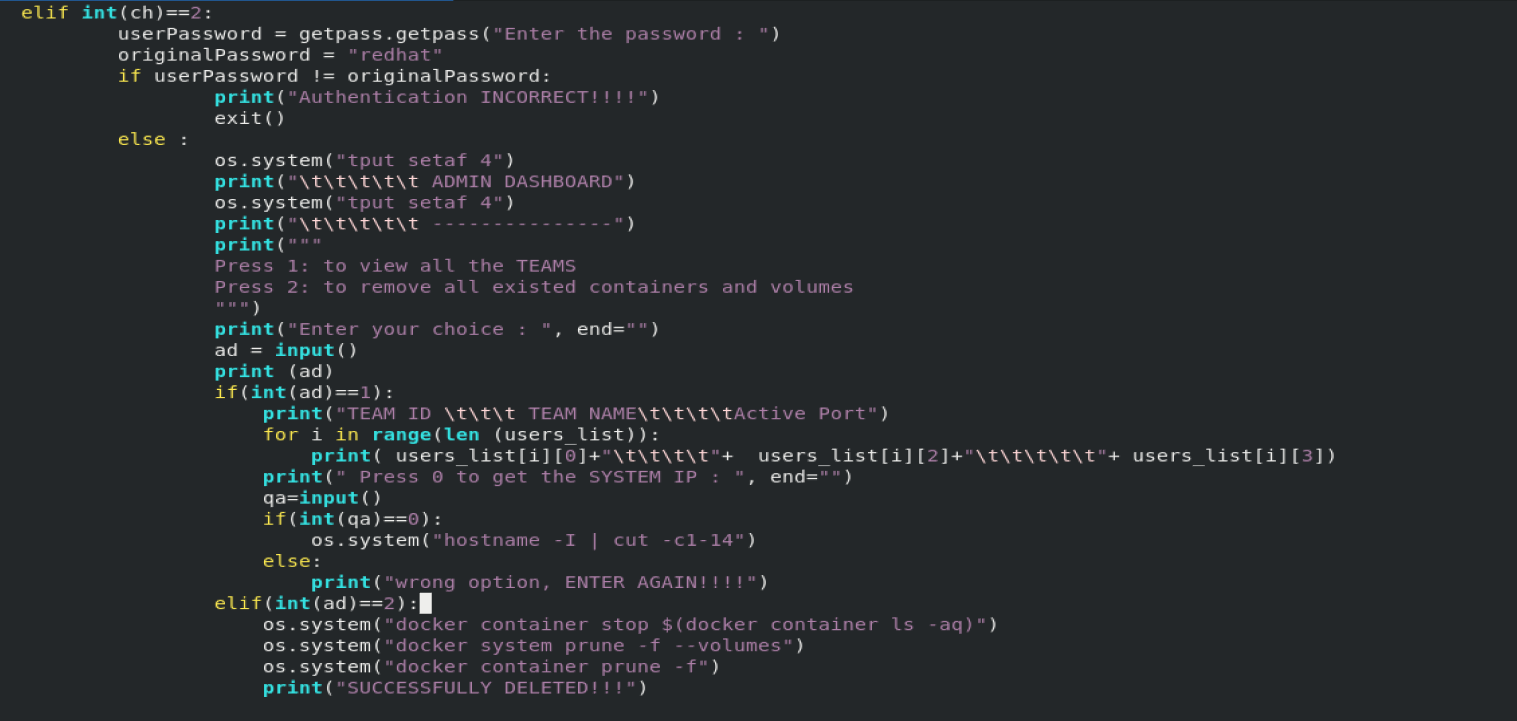 elif int(ch)==2:
        userPassword = getpass.getpass("Enter the password : ")
        originalPassword = "redhat"
        if userPassword != originalPassword:
                print("Authentication INCORRECT!!!!")
                exit()
        else :
                os.system("tput setaf 4")
                print("\t\t\t\t\t ADMIN DASHBOARD")
                os.system("tput setaf 4")
                print("\t\t\t\t\t ---------------")
                print("""
                Press 1: to view all the TEAMS
                Press 2: to remove all existed containers and volumes
                """)
                print("Enter your choice : ", end="")
                ad = input()
                print (ad)
                if(int(ad)==1):
                    print("TEAM ID \t\t\t TEAM NAME\t\t\t\tActive Port")
                    for i in range(len (users_list)):
                        print( users_list[i][0]+"\t\t\t\t"+  users_list[i][2]+"\t\t\t\t\t"+ users_list[i][3])
                    print(" Press 0 to get the SYSTEM IP : ", end="")
                    qa=input()
                    if(int(qa)==0):
                        os.system("hostname -I | cut -c1-14")
                    else:
                        print("wrong option, ENTER AGAIN!!!!")
                elif(int(ad)==2):
                    os.system("docker container stop $(docker container ls -aq)")
                    os.system("docker system prune -f --volumes")
                    os.system("docker container prune -f")
                    print("SUCCESSFULLY DELETED!!!")